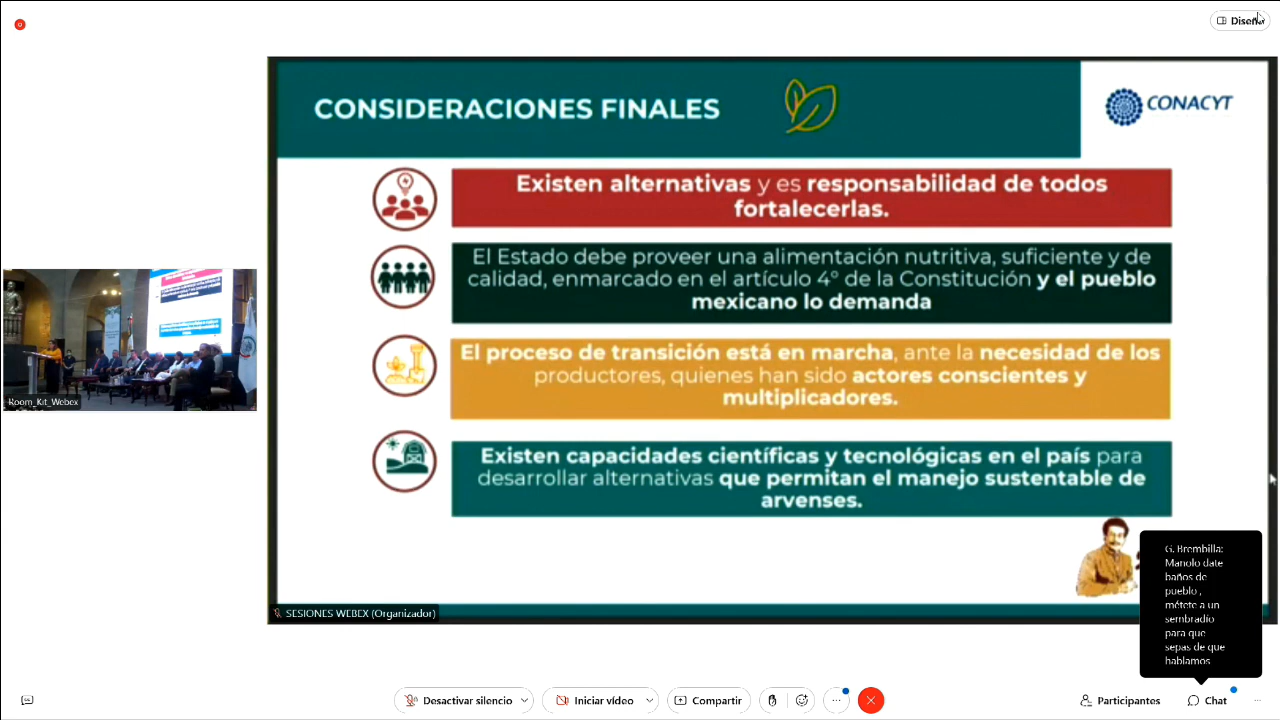 Diseño
CONSIDERACIONES FINALES
CONACYT
Existen alternativas y es responsabilidad de todos
fortalecerlas.
El Estado debe proveer una alimentación nutritiva, suficiente y de
calidad, enmarcado en el artículo 4° de la Constitución y el pueblo
mexicano lo demanda
El proceso de transición está en marcha, ante la necesidad de los
productores, quienes han sido actores conscientes y
multiplicadores.
Existen capacidades científicas y tecnológicas en el país para
desarrollar alternativas que permitan el manejo sustentable de
arvenses.
Room_Kit_Webex
SESIONES WEBEX (Organizador)
G. Brembilla:
Manolo date
baños de
pueblo ,
métete a un
sembradío
para que
sepas de que
hablamos
Desactivar silencio
Iniciar vídeo
Compartir
Participantes
Chat